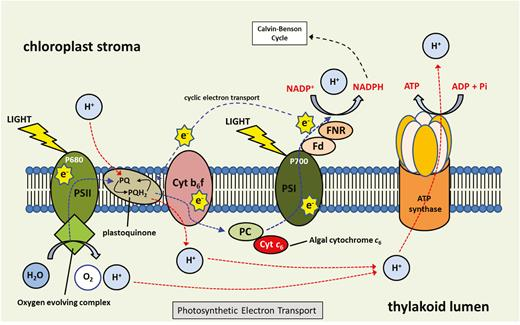 Calvin-Benson
Cycle
chloroplast stroma
H⁺
H⁺
NADP⁺
NADPH
ATP
ADP + Pi
H⁺
cyclic electron transport
e⁻
e⁻
LIGHT
LIGHT
FNR
Fd
P680
P700
e⁻
PQ
PQH₂
PSII
Cyt b₆f
e⁻
PSI
e⁻
ATP
synthase
plastoquinone
PC
Cyt c₆
Algal cytochrome c₆
H⁺
H⁺
H₂O
O₂
H⁺
Oxygen evolving complex
Photosynthetic Electron Transport
thylakoid lumen